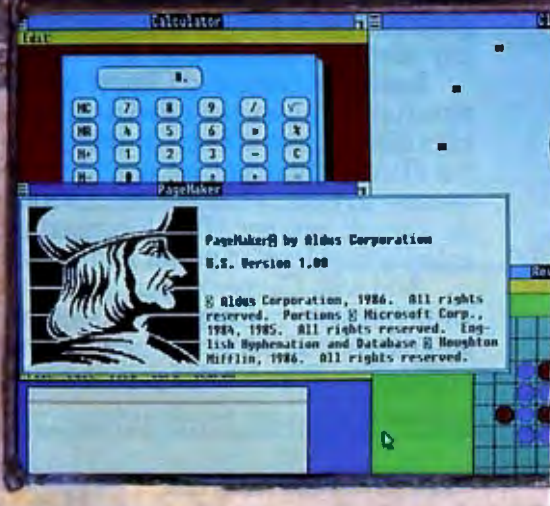 Calculator
Edit
0.
MC 7 8 9 / √
MR 4 5 6 * %
M+ 1 2 3 - C
M- 0 . + 
PageMaker
PageMaker® by Aldus Corporation
U.S. Version 1.00
© Aldus Corporation, 1986. All rights
reserved. Portions © Microsoft Corp.,
1984, 1985. All rights reserved. Eng-
lish Hyphenation and Database © Houghton
Mifflin, 1986. All rights reserved.